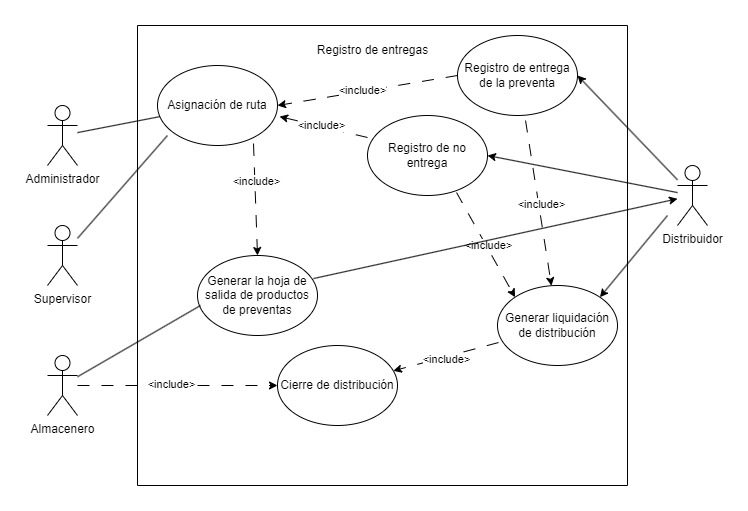 Registro de entregas
Registro de entrega
de la preventa
<include>
Asignación de ruta
<include>
Registro de no
entrega
Administrador
<include>
<include>
Distribuidor
<include>
Supervisor
Generar la hoja de
salida de productos
de preventas
Generar liquidación
de distribución
<include>
<include>
Cierre de distribución
Almacenero